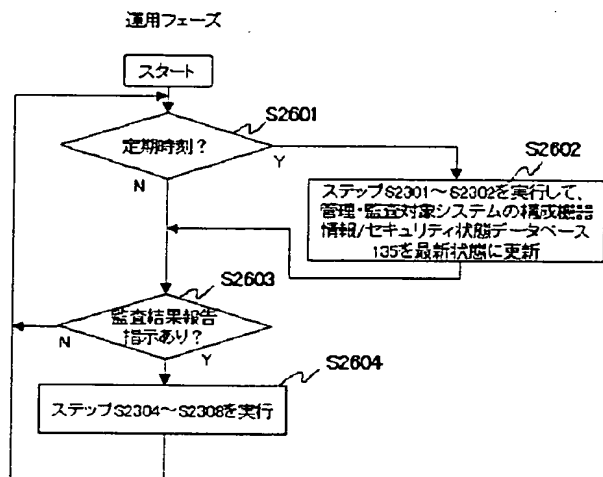 運用フェーズ
スタート
S2601
定期時刻?
Y
N
S2602
ステップS2301~S2302を実行して、
管理・監査対象システムの構成機器
情報/セキュリティ状態データベース
135を最新状態に更新
S2603
監査結果報告
指示あり?
N
Y
S2604
ステップS2304~S2308を実行